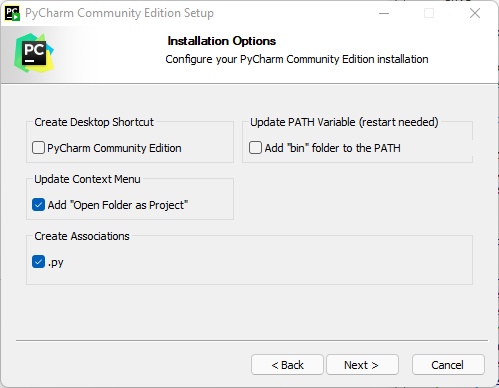 PyCharm Community Edition Setup
PC
Installation Options
Configure your PyCharm Community Edition installation
Create Desktop Shortcut
PyCharm Community Edition
Update PATH Variable (restart needed)
Add "bin" folder to the PATH
Update Context Menu
Add "Open Folder as Project"
Create Associations
.py
< Back
Next >
Cancel